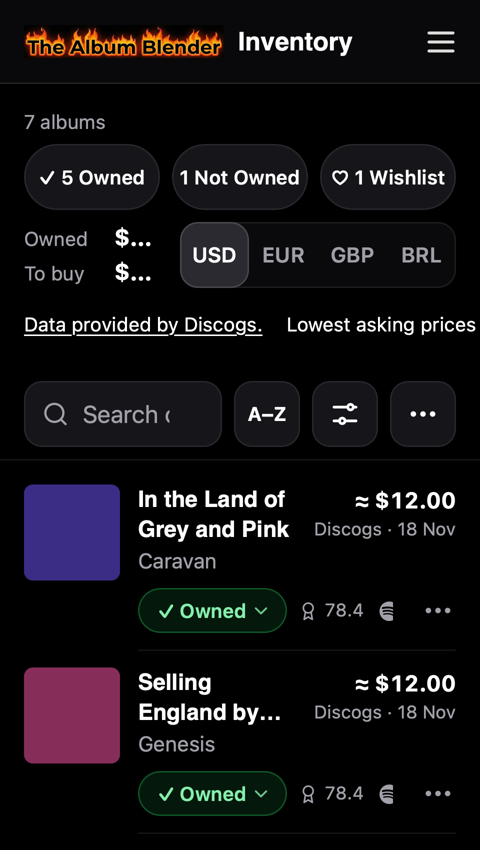 The Album Blender Inventory
7 albums
✓ 5 Owned
1 Not Owned
♡ 1 Wishlist
Owned $...
To buy $...
USD EUR GBP BRL
Data provided by Discogs. Lowest asking prices
Search
A–Z
In the Land of
Grey and Pink
≈ $12.00
Discogs · 18 Nov
Caravan
✓ Owned
78.4
Selling
England by...
≈ $12.00
Discogs · 18 Nov
Genesis
✓ Owned
78.4